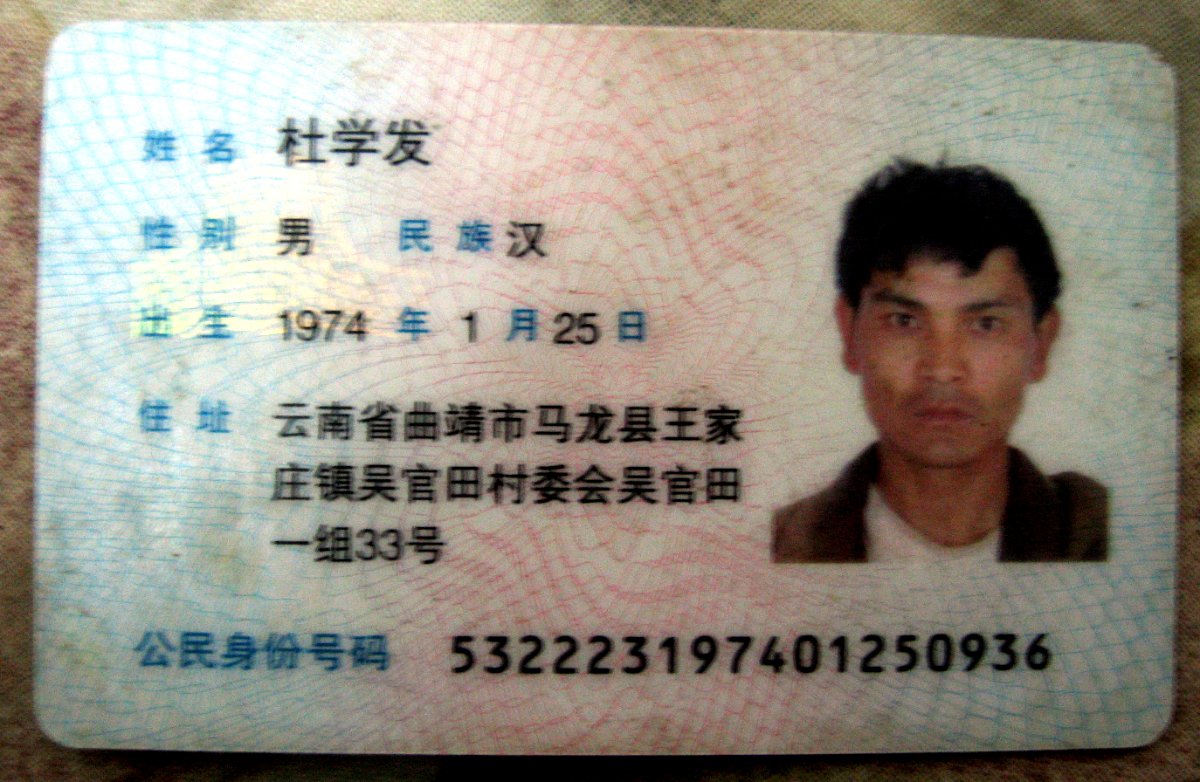 姓名 杜学发
性别 男 民族 汉
出生 1974 年 1 月 25 日
住址 云南省曲靖市马龙县王家
庄镇吴官田村委会吴官田
一组33号
公民身份号码 532223197401250936